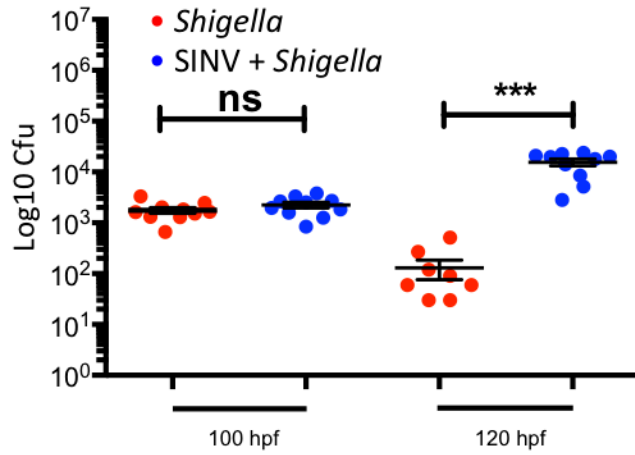 Shigella
SINV + Shigella
ns
***
Log10 Cfu
10⁷
10⁶
10⁵
10⁴
10³
10²
10¹
10⁰
100 hpf
120 hpf